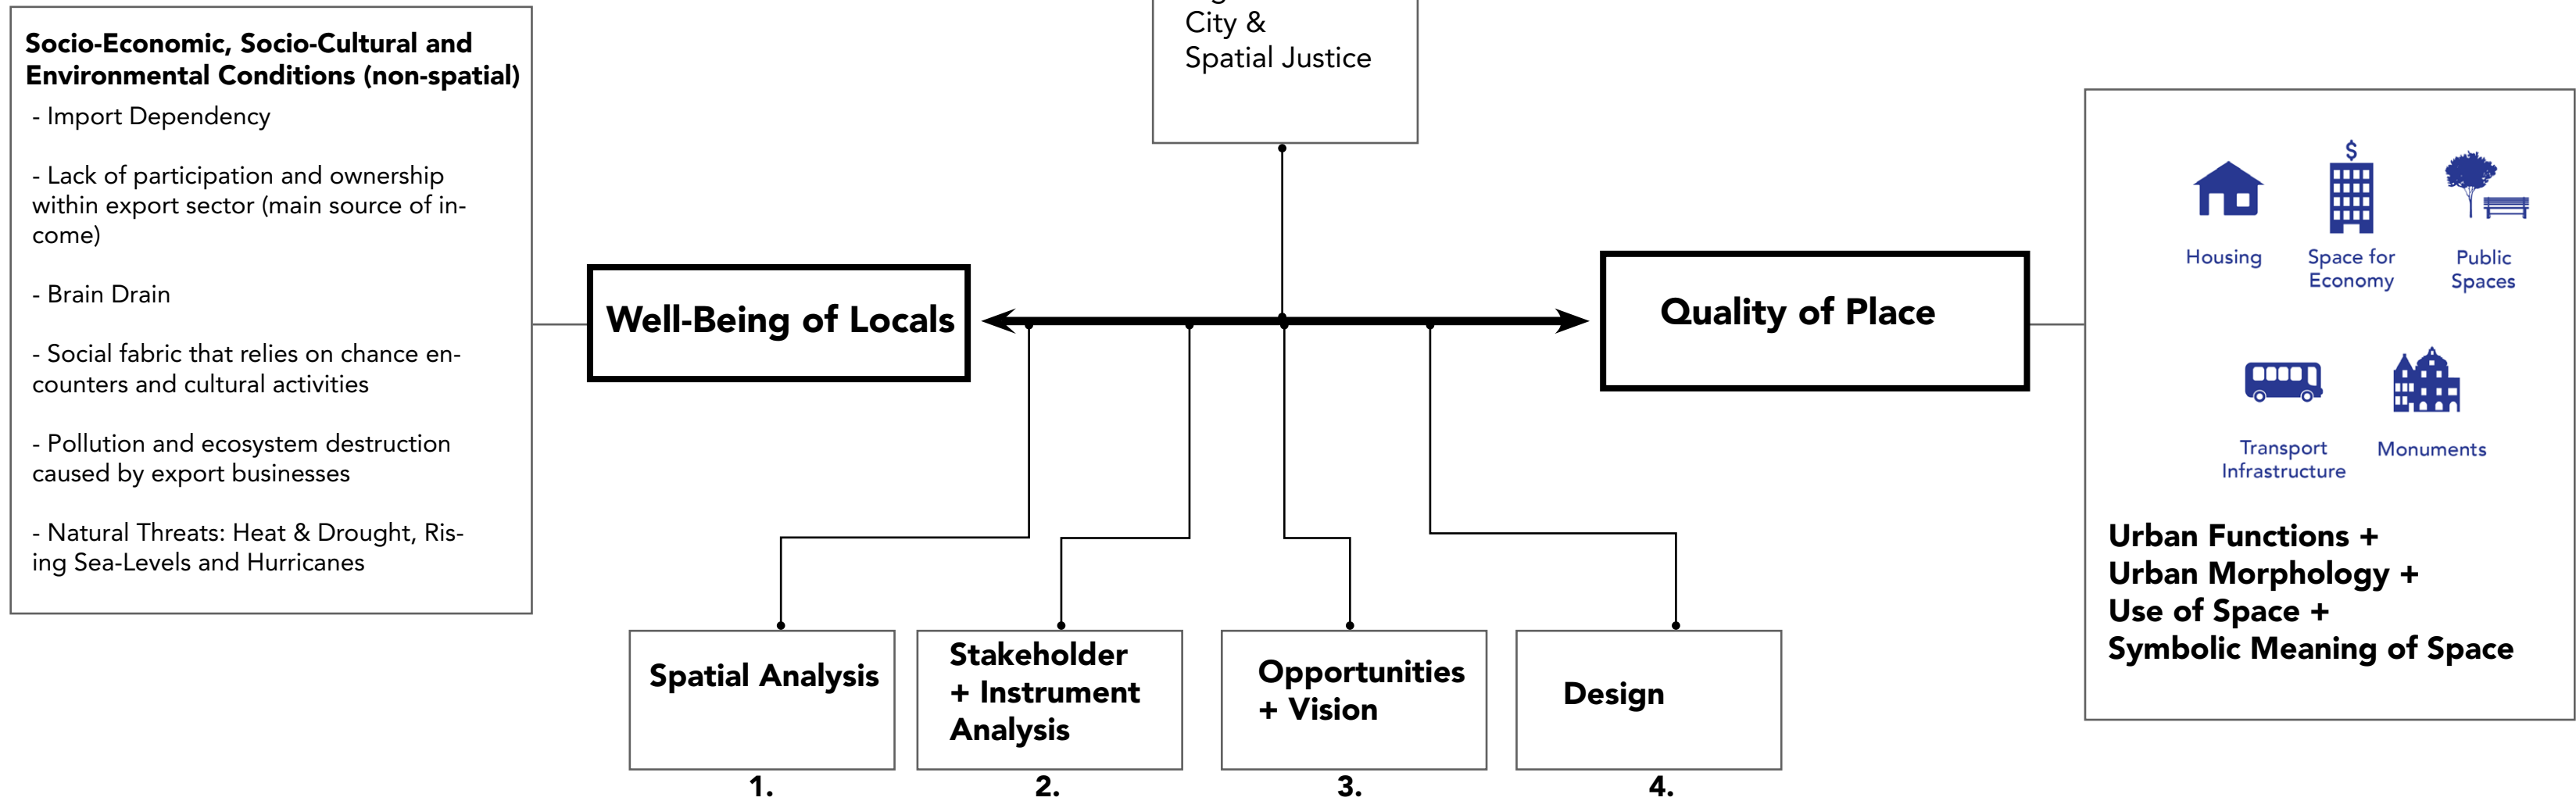 Socio-Economic, Socio-Cultural and
Environmental Conditions (non-spatial)
- Import Dependency
- Lack of participation and ownership
within export sector (main source of in-
come)
- Brain Drain
- Social fabric that relies on chance en-
counters and cultural activities
- Pollution and ecosystem destruction
caused by export businesses
- Natural Threats: Heat & Drought, Ris-
ing Sea-Levels and Hurricanes
City &
Spatial Justice
Well-Being of Locals
Quality of Place
$
Housing
Space for
Economy
Public
Spaces
Transport
Infrastructure
Monuments
Urban Functions +
Urban Morphology +
Use of Space +
Symbolic Meaning of Space
Spatial Analysis
1.
Stakeholder
+ Instrument
Analysis
2.
Opportunities
+ Vision
3.
Design
4.